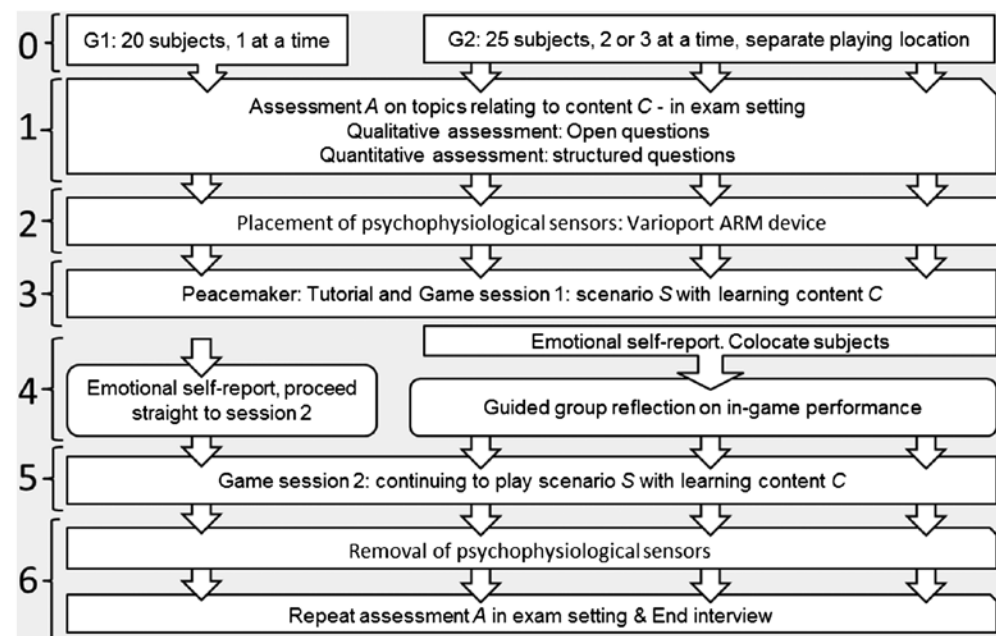 0
G1: 20 subjects, 1 at a time
G2: 25 subjects, 2 or 3 at a time, separate playing location
1
Assessment A on topics relating to content C - in exam setting
Qualitative assessment: Open questions
Quantitative assessment: structured questions
2
Placement of psychophysiological sensors: Varioport ARM device
3
Peacemaker: Tutorial and Game session 1: scenario S with learning content C
4
Emotional self-report, proceed
straight to session 2
Emotional self-report. Colocate subjects
Guided group reflection on in-game performance
5
Game session 2: continuing to play scenario S with learning content C
6
Removal of psychophysiological sensors
Repeat assessment A in exam setting & End interview